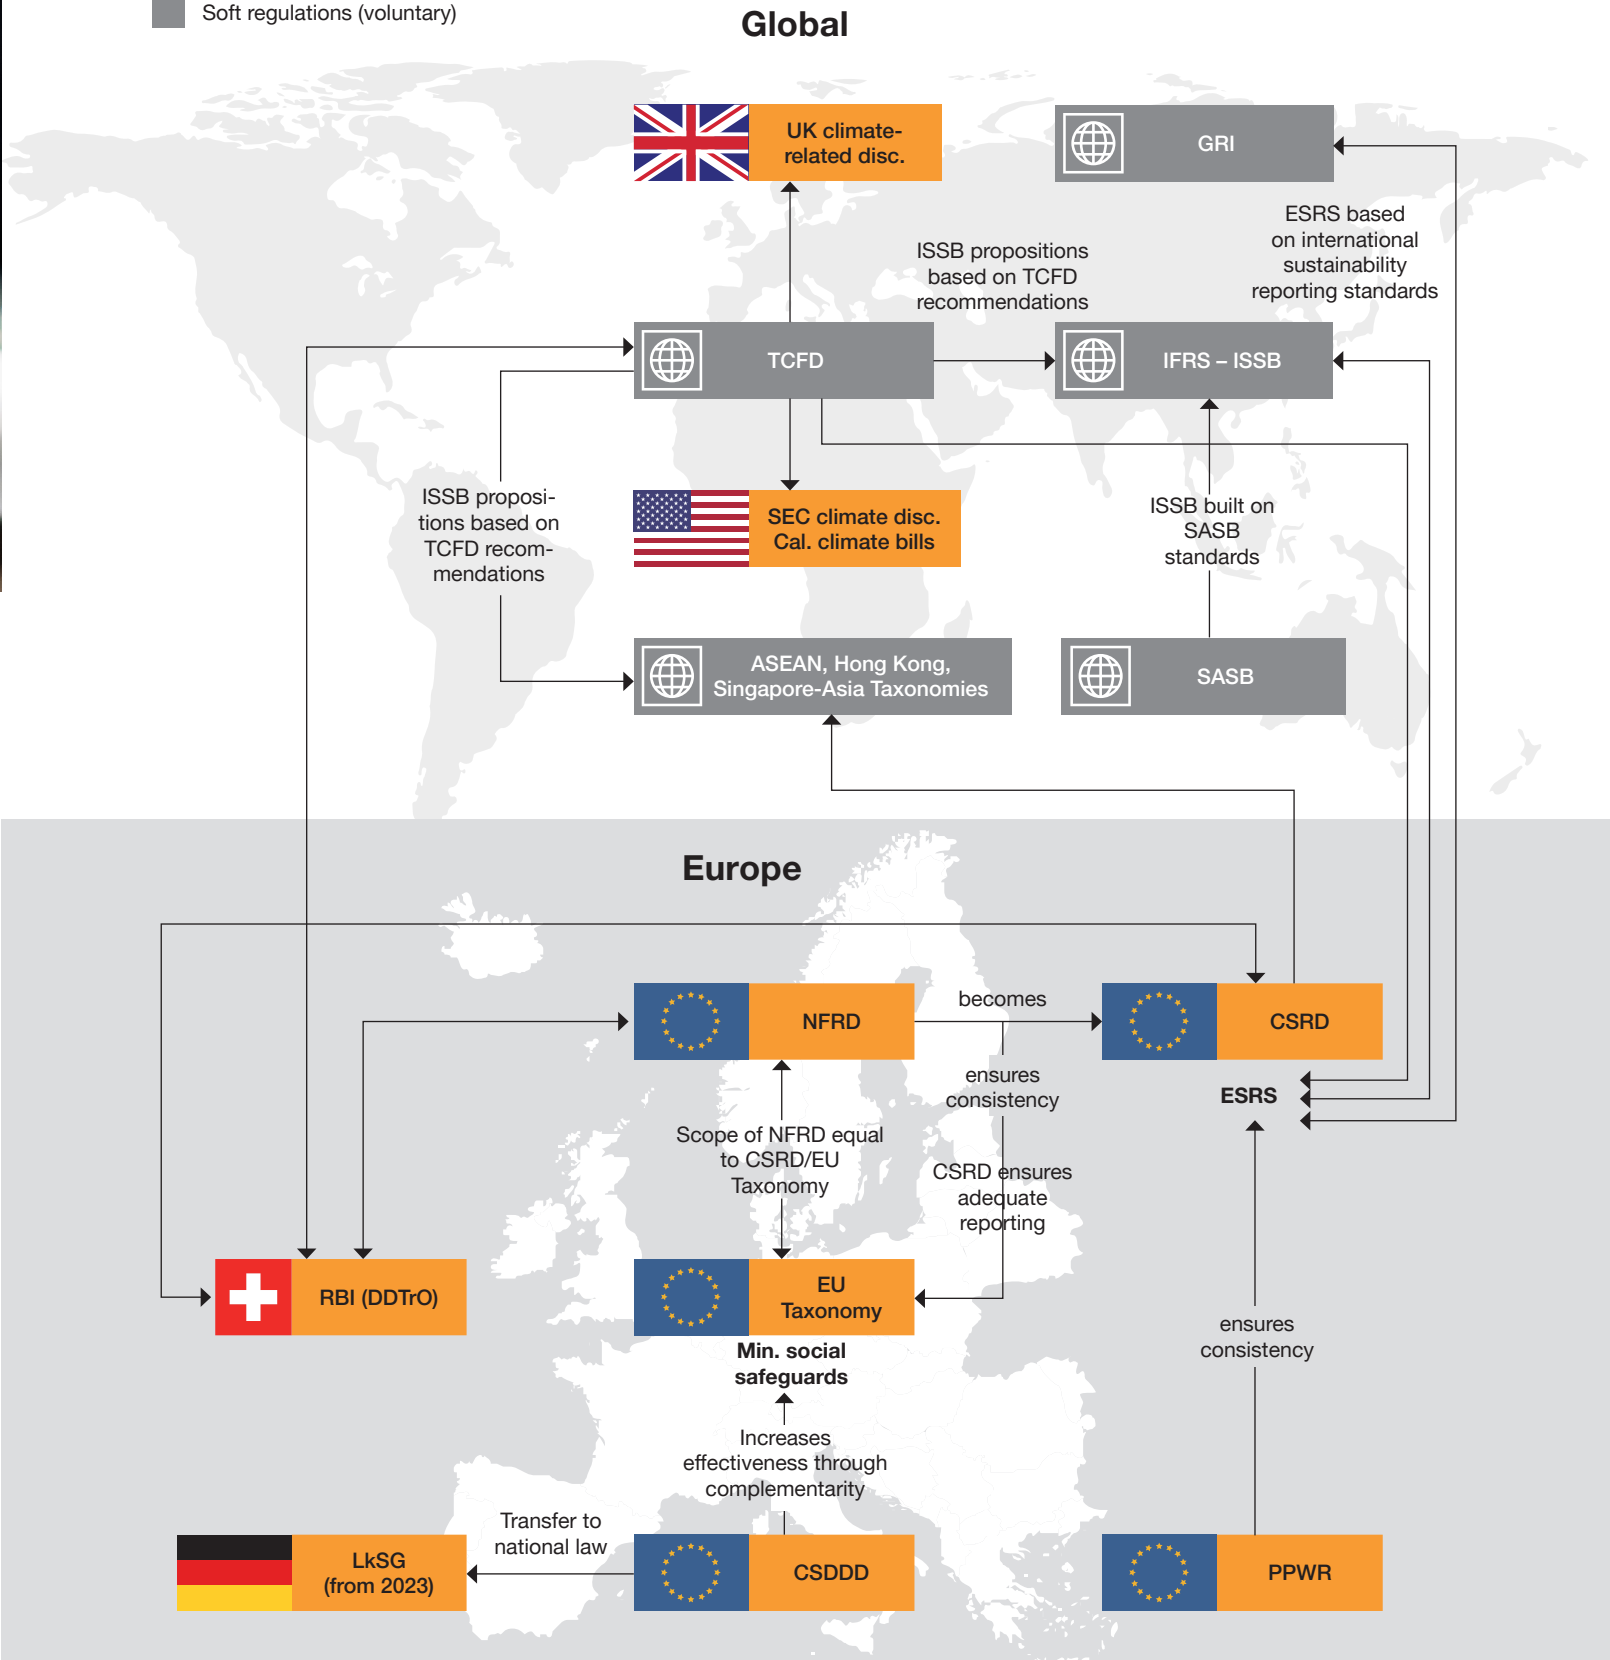 Soft regulations (voluntary)
Global
UK climate-
related disc.
GRI
ESRS based
on international
sustainability
reporting standards
ISSB propositions
based on TCFD
recommendations
TCFD
IFRS – ISSB
ISSB proposi-
tions based on
TCFD recom-
mendations
SEC climate disc.
Cal. climate bills
ISSB built on
SASB
standards
ASEAN, Hong Kong,
Singapore-Asia Taxonomies
SASB
Europe
NFRD
becomes
CSRD
ensures
consistency
ESRS
Scope of NFRD equal
to CSRD/EU
Taxonomy
CSRD ensures
adequate
reporting
RBI (DDTrO)
EU
Taxonomy
Min. social
safeguards
ensures
consistency
Increases
effectiveness through
complementarity
Transfer to
national law
LkSG
(from 2023)
CSDDD
PPWR